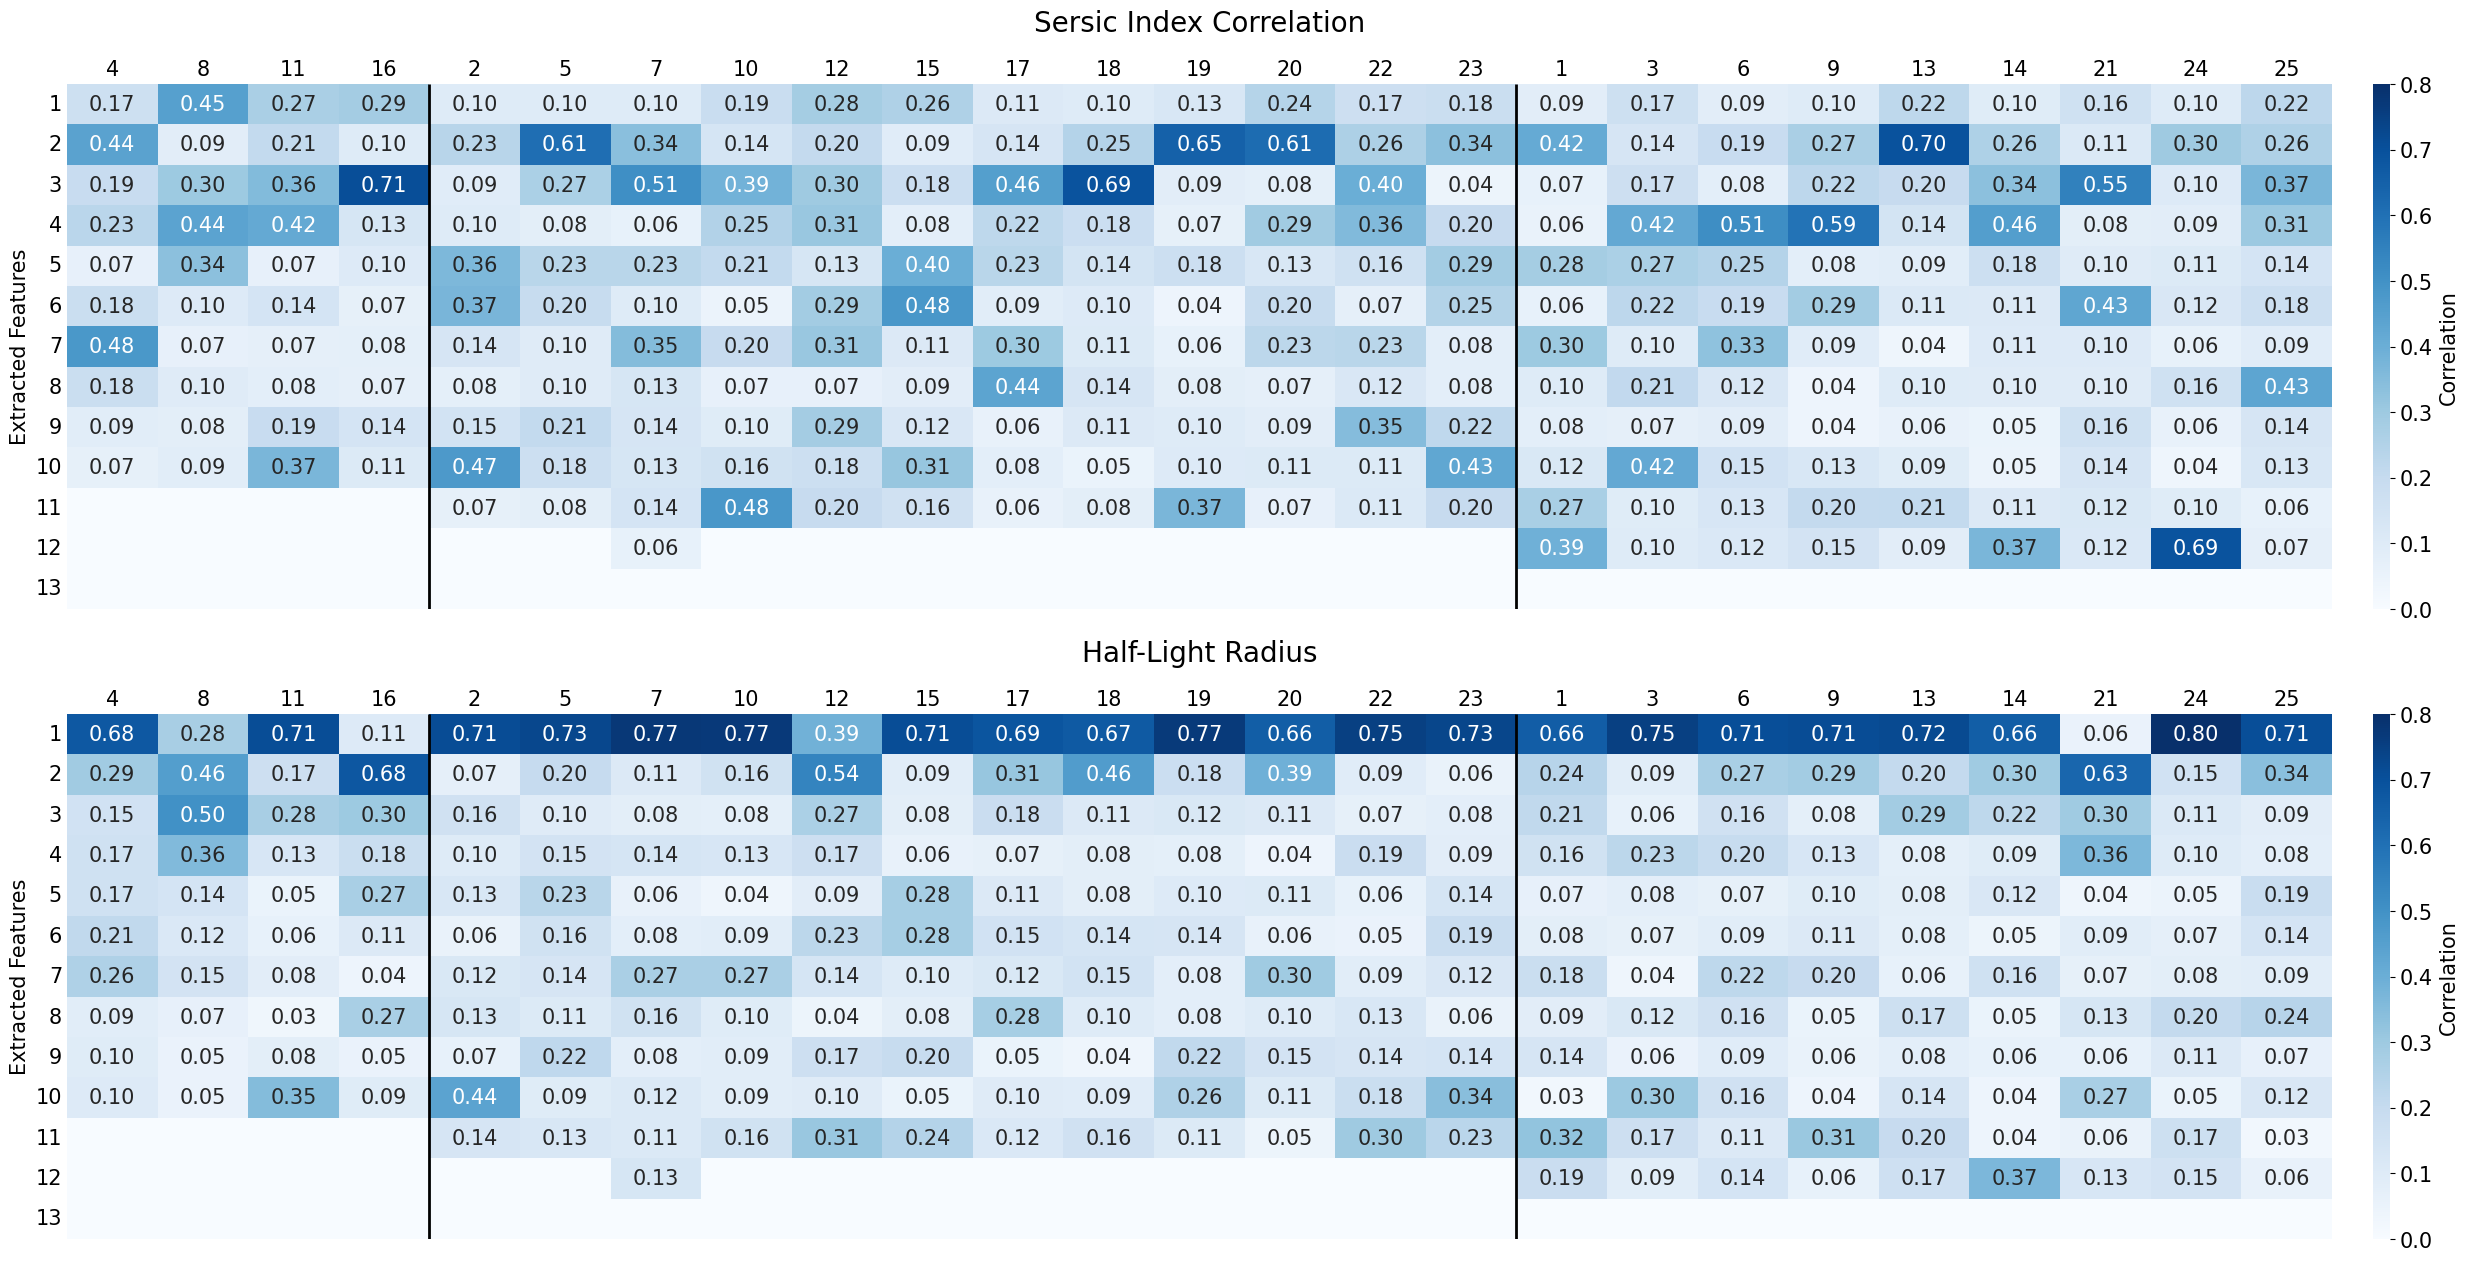 Sersic Index Correlation
4 8 11 16 2 5 7 10 12 15 17 18 19 20 22 23 1 3 6 9 13 14 21 24 25
1 0.17 0.45 0.27 0.29 0.10 0.10 0.10 0.19 0.28 0.26 0.11 0.10 0.13 0.24 0.17 0.18 0.09 0.17 0.09 0.10 0.22 0.10 0.16 0.10 0.22
2 0.44 0.09 0.21 0.10 0.23 0.61 0.34 0.14 0.20 0.09 0.14 0.25 0.65 0.61 0.26 0.34 0.42 0.14 0.19 0.27 0.70 0.26 0.11 0.30 0.26
3 0.19 0.30 0.36 0.71 0.09 0.27 0.51 0.39 0.30 0.18 0.46 0.69 0.09 0.08 0.40 0.04 0.07 0.17 0.08 0.22 0.20 0.34 0.55 0.10 0.37
4 0.23 0.44 0.42 0.13 0.10 0.08 0.06 0.25 0.31 0.08 0.22 0.18 0.07 0.29 0.36 0.20 0.06 0.42 0.51 0.59 0.14 0.46 0.08 0.09 0.31
5 0.07 0.34 0.07 0.10 0.36 0.23 0.23 0.21 0.13 0.40 0.23 0.14 0.18 0.13 0.16 0.29 0.28 0.27 0.25 0.08 0.09 0.18 0.10 0.11 0.14
6 0.18 0.10 0.14 0.07 0.37 0.20 0.10 0.05 0.29 0.48 0.09 0.10 0.04 0.20 0.07 0.25 0.06 0.22 0.19 0.29 0.11 0.11 0.43 0.12 0.18
7 0.48 0.07 0.07 0.08 0.14 0.10 0.35 0.20 0.31 0.11 0.30 0.11 0.06 0.23 0.23 0.08 0.30 0.10 0.33 0.09 0.04 0.11 0.10 0.06 0.09
8 0.18 0.10 0.08 0.07 0.08 0.10 0.13 0.07 0.07 0.09 0.44 0.14 0.08 0.07 0.12 0.08 0.10 0.21 0.12 0.04 0.10 0.10 0.10 0.16 0.43
9 0.09 0.08 0.19 0.14 0.15 0.21 0.14 0.10 0.29 0.12 0.06 0.11 0.10 0.09 0.35 0.22 0.08 0.07 0.09 0.04 0.06 0.05 0.16 0.06 0.14
10 0.07 0.09 0.37 0.11 0.47 0.18 0.13 0.16 0.18 0.31 0.08 0.05 0.10 0.11 0.11 0.43 0.12 0.42 0.15 0.13 0.09 0.05 0.14 0.04 0.13
11 0.07 0.08 0.14 0.48 0.20 0.16 0.06 0.08 0.37 0.07 0.11 0.20 0.27 0.10 0.13 0.20 0.21 0.11 0.12 0.10 0.06
12 0.06 0.39 0.10 0.12 0.15 0.09 0.37 0.12 0.69 0.07
13
Extracted Features
0.8
0.7
0.6
0.5
0.4
0.3
0.2
0.1
0.0
Correlation
Half-Light Radius
4 8 11 16 2 5 7 10 12 15 17 18 19 20 22 23 1 3 6 9 13 14 21 24 25
1 0.68 0.28 0.71 0.11 0.71 0.73 0.77 0.77 0.39 0.71 0.69 0.67 0.77 0.66 0.75 0.73 0.66 0.75 0.71 0.71 0.72 0.66 0.06 0.80 0.71
2 0.29 0.46 0.17 0.68 0.07 0.20 0.11 0.16 0.54 0.09 0.31 0.46 0.18 0.39 0.09 0.06 0.24 0.09 0.27 0.29 0.20 0.30 0.63 0.15 0.34
3 0.15 0.50 0.28 0.30 0.16 0.10 0.08 0.08 0.27 0.08 0.18 0.11 0.12 0.11 0.07 0.08 0.21 0.06 0.16 0.08 0.29 0.22 0.30 0.11 0.09
4 0.17 0.36 0.13 0.18 0.10 0.15 0.14 0.13 0.17 0.06 0.07 0.08 0.08 0.04 0.19 0.09 0.16 0.23 0.20 0.13 0.08 0.09 0.36 0.10 0.08
5 0.17 0.14 0.05 0.27 0.13 0.23 0.06 0.04 0.09 0.28 0.11 0.08 0.10 0.11 0.06 0.14 0.07 0.08 0.07 0.10 0.08 0.12 0.04 0.05 0.19
6 0.21 0.12 0.06 0.11 0.06 0.16 0.08 0.09 0.23 0.28 0.15 0.14 0.14 0.06 0.05 0.19 0.08 0.07 0.09 0.11 0.08 0.05 0.09 0.07 0.14
7 0.26 0.15 0.08 0.04 0.12 0.14 0.27 0.27 0.14 0.10 0.12 0.15 0.08 0.30 0.09 0.12 0.18 0.04 0.22 0.20 0.06 0.16 0.07 0.08 0.09
8 0.09 0.07 0.03 0.27 0.13 0.11 0.16 0.10 0.04 0.08 0.28 0.10 0.08 0.10 0.13 0.06 0.09 0.12 0.16 0.05 0.17 0.05 0.13 0.20 0.24
9 0.10 0.05 0.08 0.05 0.07 0.22 0.08 0.09 0.17 0.20 0.05 0.04 0.22 0.15 0.14 0.14 0.14 0.06 0.09 0.06 0.08 0.06 0.06 0.11 0.07
10 0.10 0.05 0.35 0.09 0.44 0.09 0.12 0.09 0.10 0.05 0.10 0.09 0.26 0.11 0.18 0.34 0.03 0.30 0.16 0.04 0.14 0.04 0.27 0.05 0.12
11 0.14 0.13 0.11 0.16 0.31 0.24 0.12 0.16 0.11 0.05 0.30 0.23 0.32 0.17 0.11 0.31 0.20 0.04 0.06 0.17 0.03
12 0.13 0.19 0.09 0.14 0.06 0.17 0.37 0.13 0.15 0.06
13
Extracted Features
0.8
0.7
0.6
0.5
0.4
0.3
0.2
0.1
0.0
Correlation